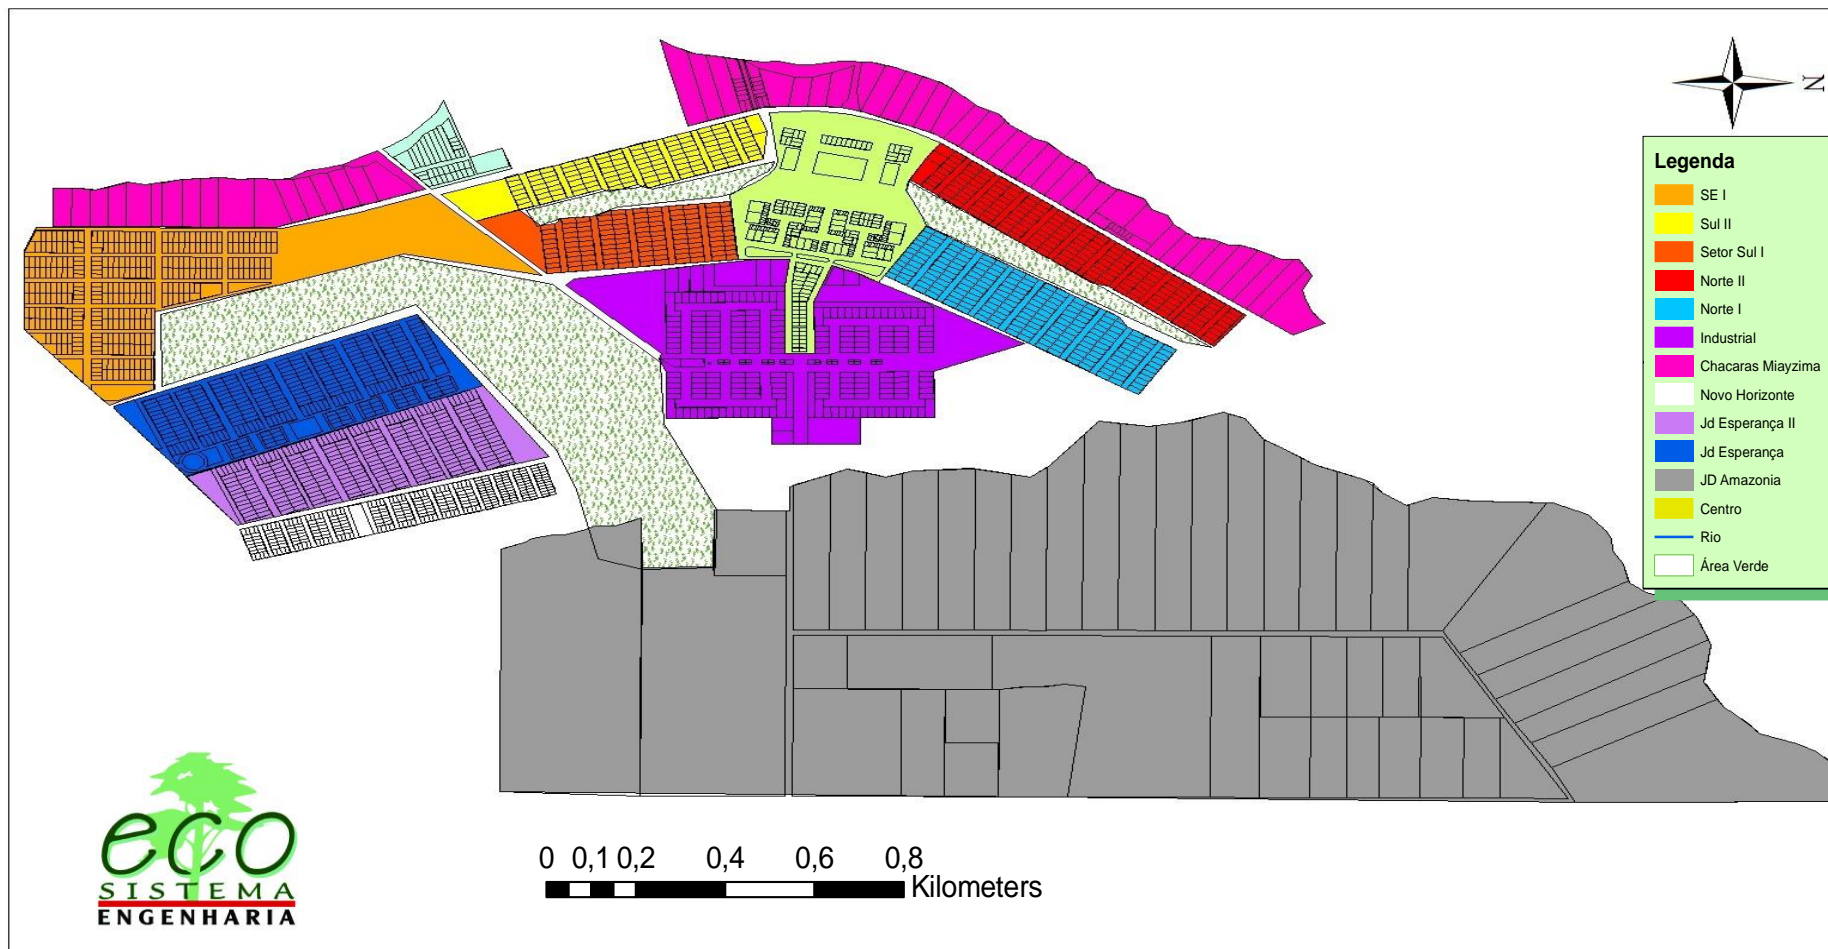 N
Legenda
SE I
Sul II
Setor Sul I
Norte II
Norte I
Industrial
Chacaras Miayzima
Novo Horizonte
Jd Esperança II
Jd Esperança
JD Amazonia
Centro
Rio
Área Verde
eco
SISTEMA
ENGENHARIA
0 0,1 0,2 0,4 0,6 0,8
Kilometers